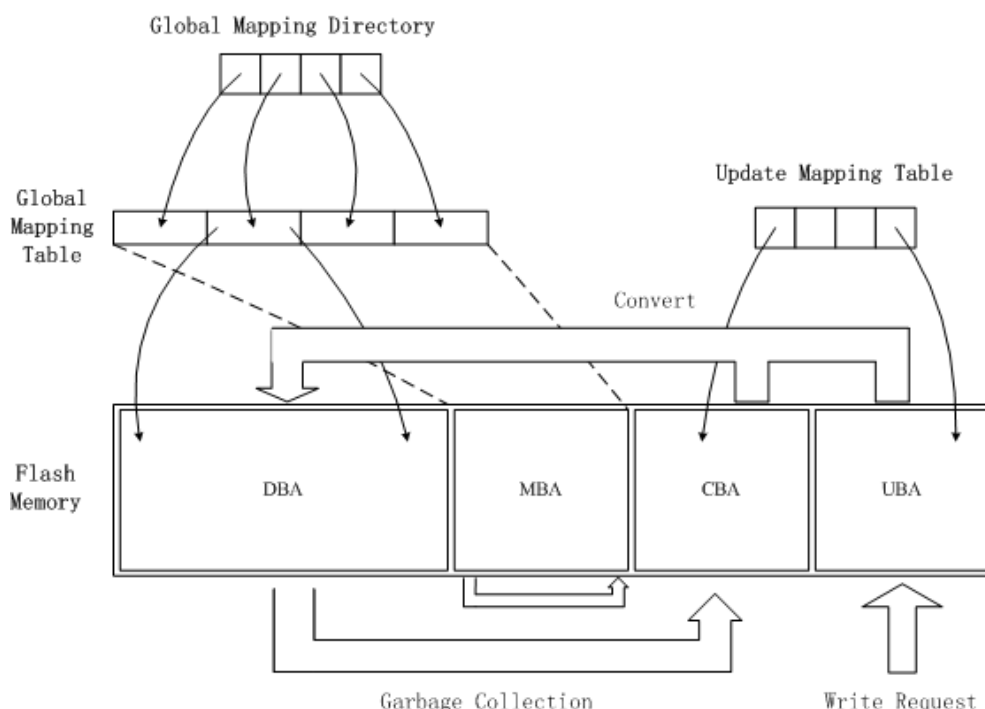 Global Mapping Directory
Update Mapping Table
Global
Mapping
Table
Convert
Flash
Memory
DBA
MBA
CBA
UBA
Garbage Collection
Write Request